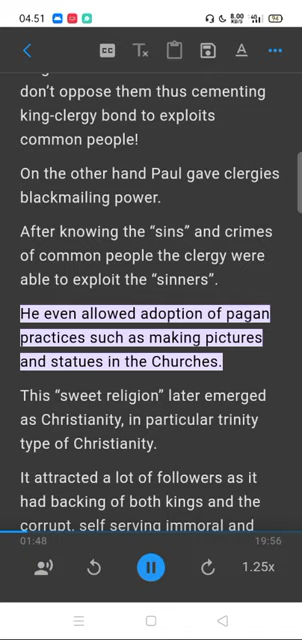 04.51
8.00
KB/s
94
CC
don't oppose them thus cementing
king-clergy bond to exploits
common people!
On the other hand Paul gave clergies
blackmailing power.
After knowing the “sins” and crimes
of common people the clergy were
able to exploit the “sinners”.
He even allowed adoption of pagan
practices such as making pictures
and statues in the Churches.
This “sweet religion” later emerged
as Christianity, in particular trinity
type of Christianity.
It attracted a lot of followers as it
had backing of both kings and the
corrupt, self serving immoral and
01:48
19:56
1.25x